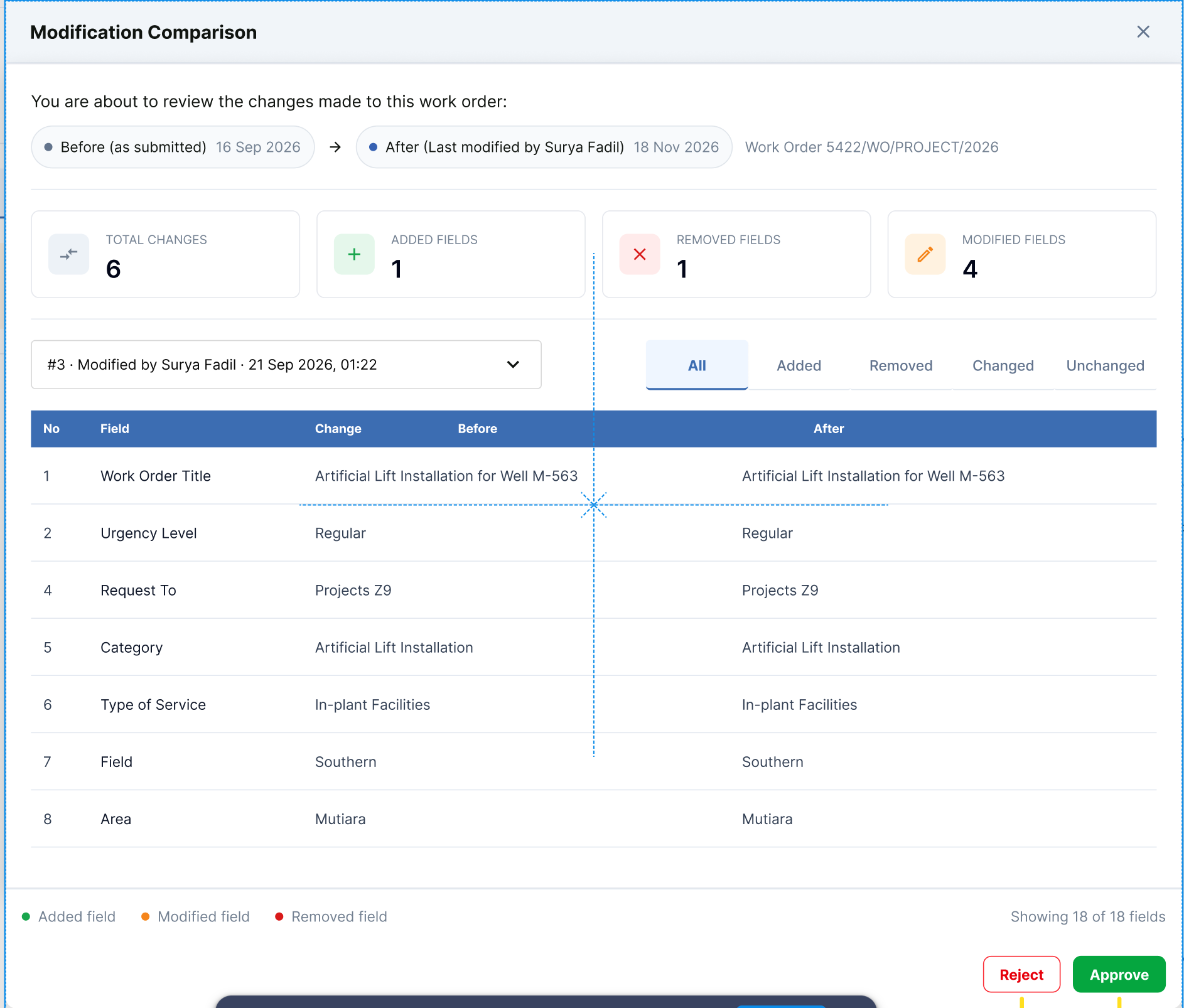 Modification Comparison
You are about to review the changes made to this work order:
Before (as submitted) 16 Sep 2026 → After (Last modified by Surya Fadil) 18 Nov 2026 Work Order 5422/WO/PROJECT/2026
TOTAL CHANGES
6
ADDED FIELDS
1
REMOVED FIELDS
1
MODIFIED FIELDS
4
#3 · Modified by Surya Fadil · 21 Sep 2026, 01:22
All Added Removed Changed Unchanged
No Field Change Before After
1 Work Order Title Artificial Lift Installation for Well M-563 Artificial Lift Installation for Well M-563
2 Urgency Level Regular Regular
4 Request To Projects Z9 Projects Z9
5 Category Artificial Lift Installation Artificial Lift Installation
6 Type of Service In-plant Facilities In-plant Facilities
7 Field Southern Southern
8 Area Mutiara Mutiara
Added field Modified field Removed field Showing 18 of 18 fields
Reject Approve